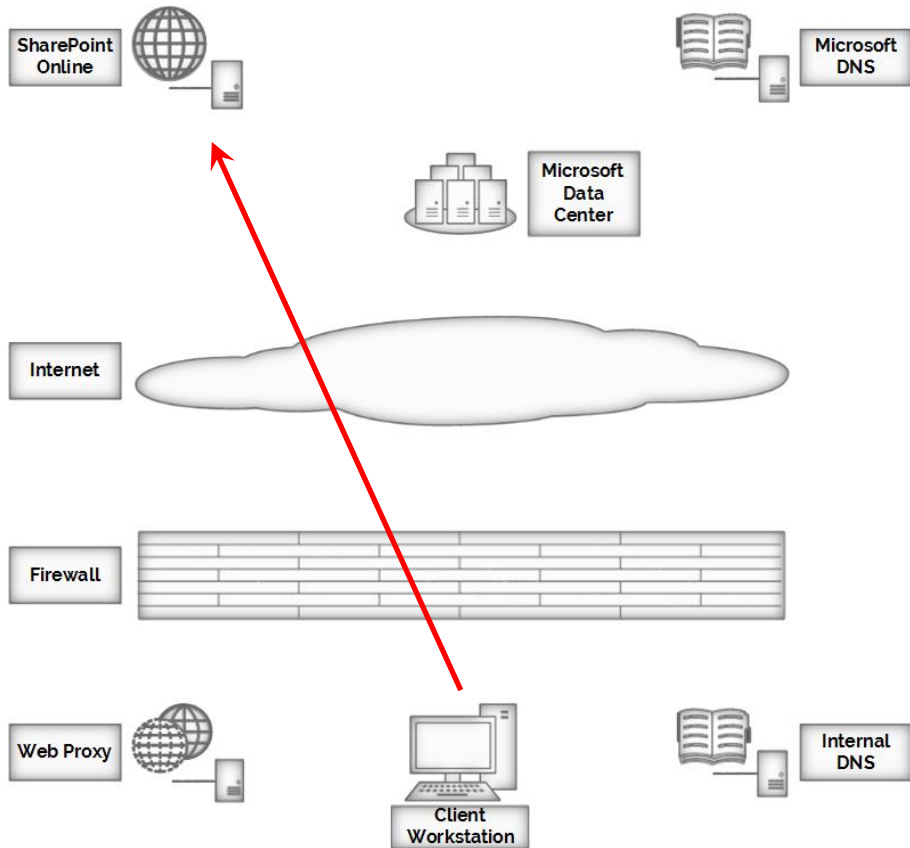 SharePoint
Online
Microsoft
DNS
Microsoft
Data
Center
Internet
Firewall
Web Proxy
Client
Workstation
Internal
DNS